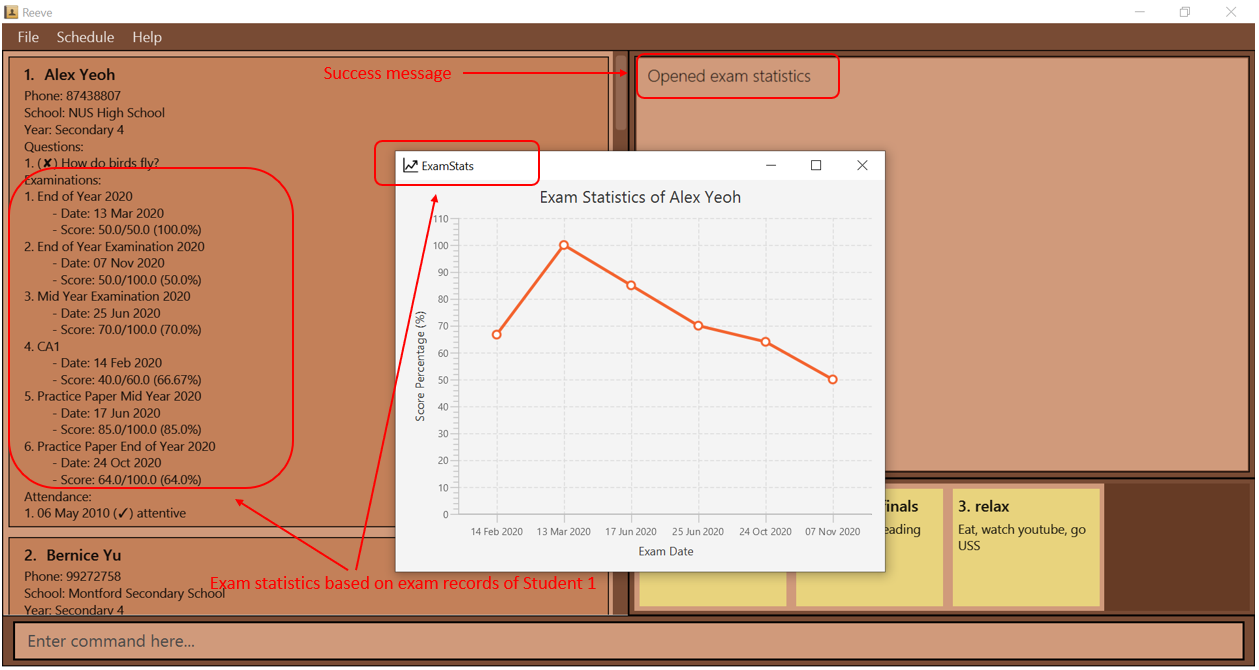 Reeve
File Schedule Help
1. Alex Yeoh
Phone: 87438807
School: NUS High School
Year: Secondary 4
Questions:
1. (✘) How do birds fly?
Examinations:
1. End of Year 2020
- Date: 13 Mar 2020
- Score: 50.0/50.0 (100.0%)
2. End of Year Examination 2020
- Date: 07 Nov 2020
- Score: 50.0/100.0 (50.0%)
3. Mid Year Examination 2020
- Date: 25 Jun 2020
- Score: 70.0/100.0 (70.0%)
4. CA1
- Date: 14 Feb 2020
- Score: 40.0/60.0 (66.67%)
5. Practice Paper Mid Year 2020
- Date: 17 Jun 2020
- Score: 85.0/100.0 (85.0%)
6. Practice Paper End of Year 2020
- Date: 24 Oct 2020
- Score: 64.0/100.0 (64.0%)
Attendance:
1. 06 May 2010 (✓) attentive
2. Bernice Yu
Phone: 99272758
School: Montford Secondary School
Year: Secondary 4
Success message
Opened exam statistics
ExamStats
Exam Statistics of Alex Yeoh
Score Percentage (%)
110
100
90
80
70
60
50
40
30
20
10
0
14 Feb 2020 13 Mar 2020 17 Jun 2020 25 Jun 2020 24 Oct 2020 07 Nov 2020
Exam Date
Exam statistics based on exam records of Student 1
3. relax
Eat, watch youtube, go
USS
Enter command here...